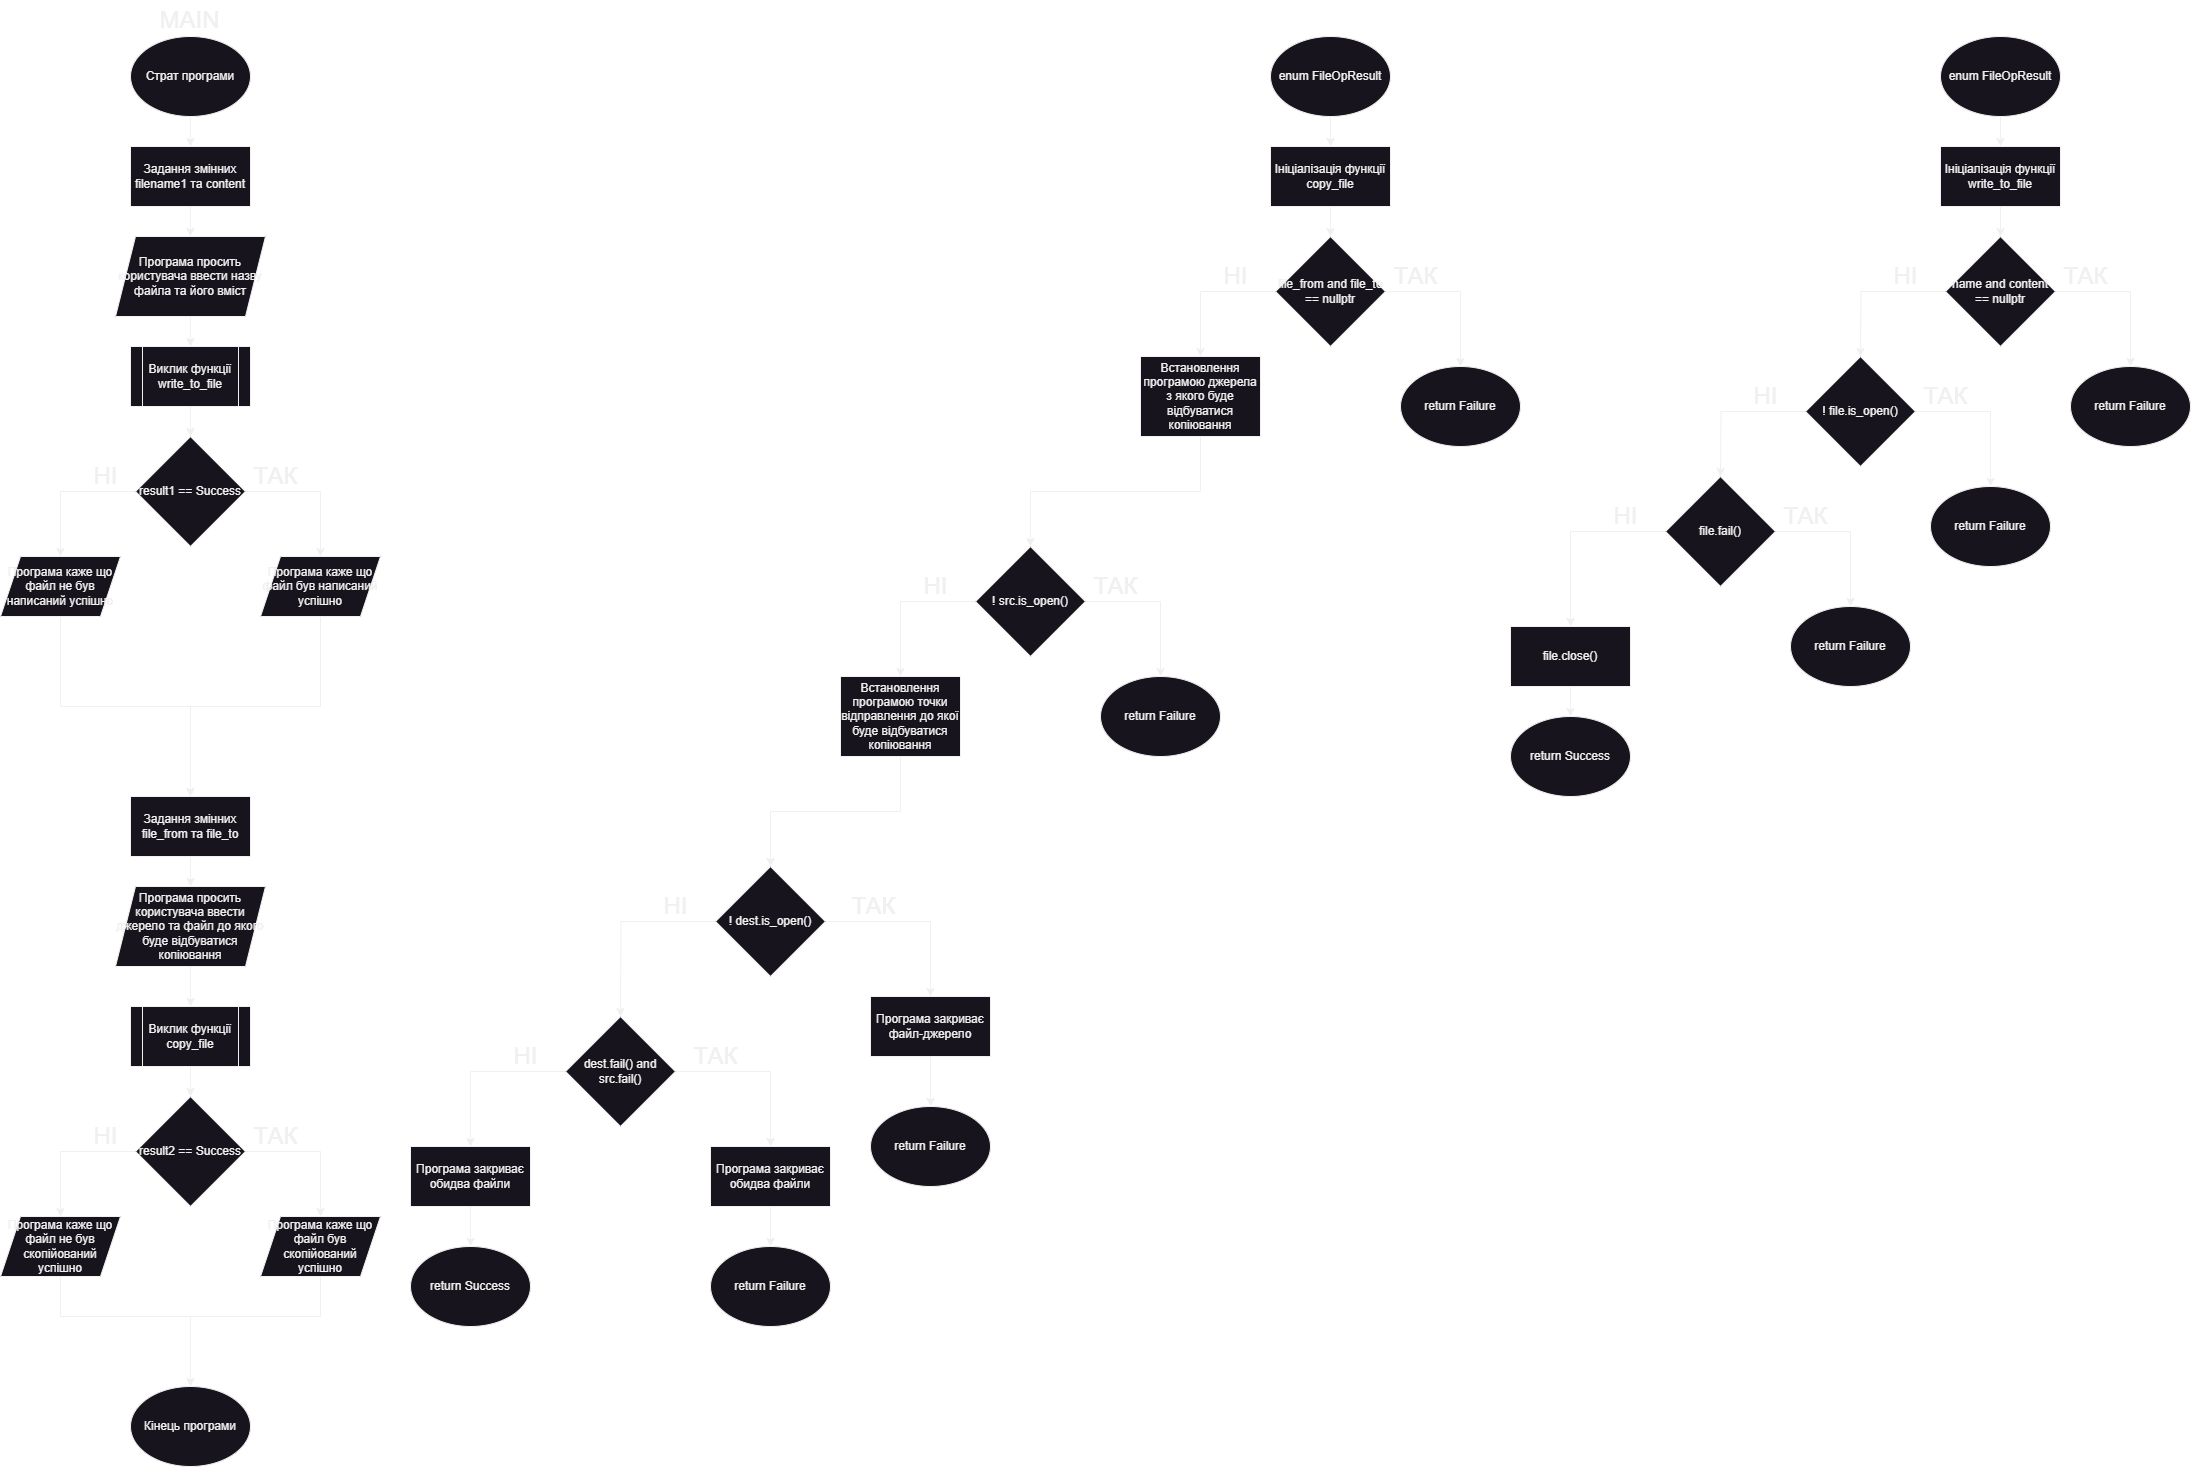 MAIN
Страт програми
Задання змінних
filename1 та content
Програма просить
користувача ввести назву
файла та його вміст
Виклик функції
write_to_file
result1 == Success
НІ
ТАК
Програма каже що
файл не був
написаний успішно
Програма каже що
файл був написаний
успішно
Задання змінних
file_from та file_to
Програма просить
користувача ввести
джерело та файл до якого
буде відбуватися
копіювання
Виклик функції
copy_file
НІ
ТАК
result2 == Success
Програма каже що
файл не був
скопійований
успішно
Програма каже що
файл був
скопійований
успішно
Кінець програми
enum FileOpResult
Ініціалізація функції
copy_file
НІ
ТАК
file_from and file_to
== nullptr
Встановлення
програмою джерела
з якого буде
відбуватися
копіювання
return Failure
НІ
ТАК
! src.is_open()
Встановлення
програмою точки
відправлення до якої
буде відбуватися
копіювання
return Failure
НІ
ТАК
! dest.is_open()
Програма закриває
файл-джерело
return Failure
НІ
ТАК
dest.fail() and
src.fail()
Програма закриває
обидва файли
return Success
Програма закриває
обидва файли
return Failure
enum FileOpResult
Ініціалізація функції
write_to_file
НІ
ТАК
name and content
== nullptr
return Failure
НІ
ТАК
! file.is_open()
return Failure
НІ
ТАК
file.fail()
return Failure
file.close()
return Success